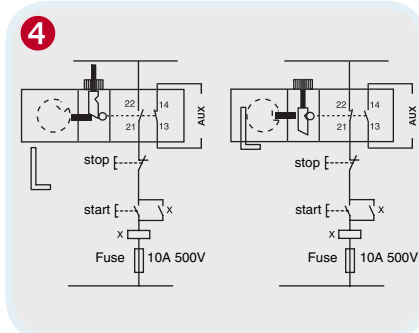 4
22 14
AUX
21 13
stop
start x
x
Fuse 10A 500V
22 14
AUX
21 13
stop
start x
x
Fuse 10A 500V